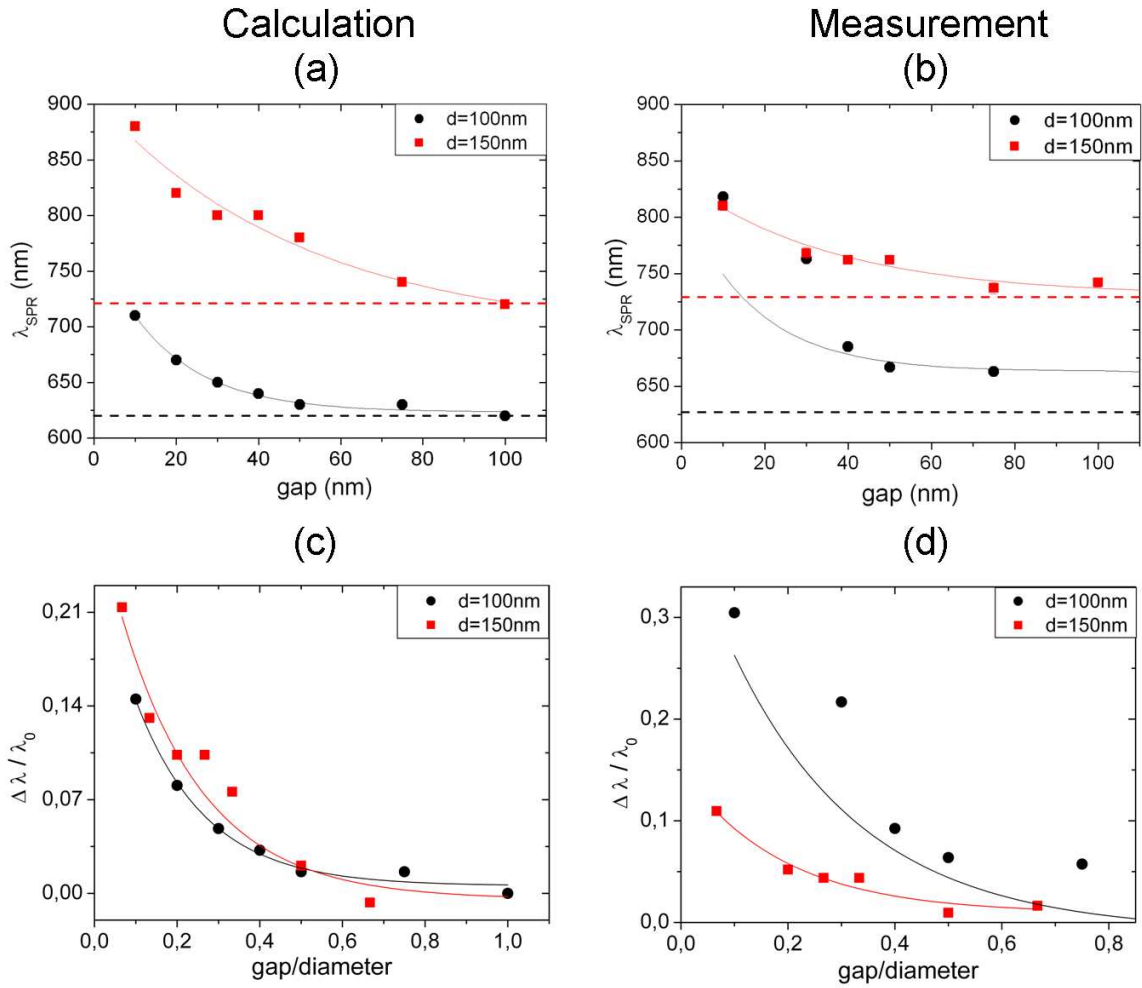 Calculation
(a)
900
850
800
750
700
650
600
λSPR (nm)
0
20
40
60
80
100
gap (nm)
d=100nm
d=150nm
Measurement
(b)
900
850
800
750
700
650
600
λSPR (nm)
0
20
40
60
80
100
gap (nm)
d=100nm
d=150nm
(c)
0,21
0,14
0,07
0,00
Δ λ / λ0
0,0
0,2
0,4
0,6
0,8
1,0
gap/diameter
d=100nm
d=150nm
(d)
0,3
0,2
0,1
0,0
Δ λ / λ0
0,0
0,2
0,4
0,6
0,8
gap/diameter
d=100nm
d=150nm